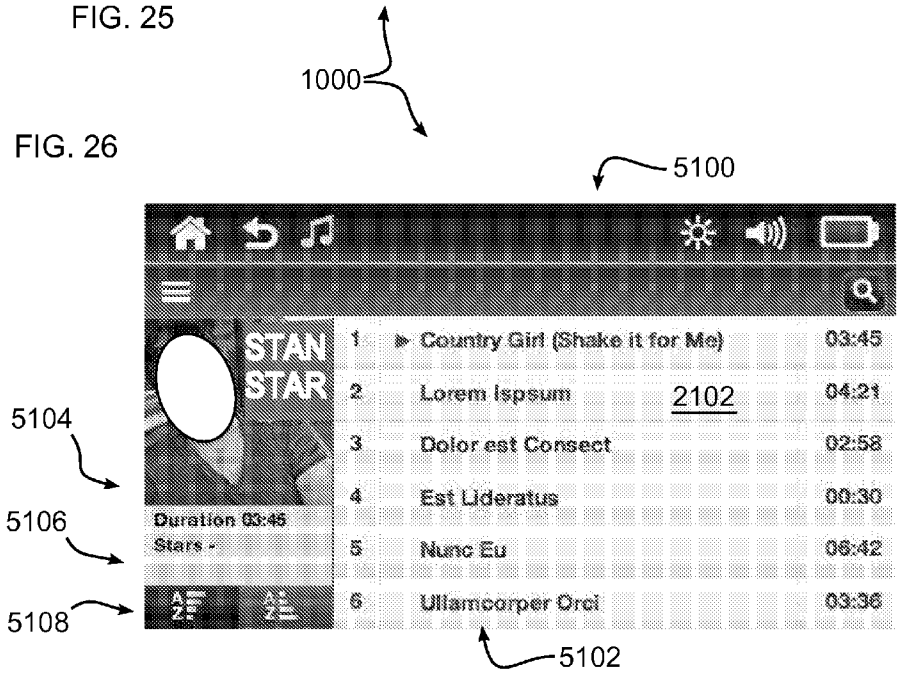 FIG. 25
1000
FIG. 26
5100
STAN
STAR
1 Country Girl (Shake it for Me) 03:45
2 Lorem Ispsum 2102 04:21
5104
3 Dolor est Consect 02:58
4 Est Lideratus 00:30
Duration 03:45
5106
Stars -
5 Nunc Eu 06:42
A
Z
A
Z
6 Ullamcorper Orci 03:36
5108
5102